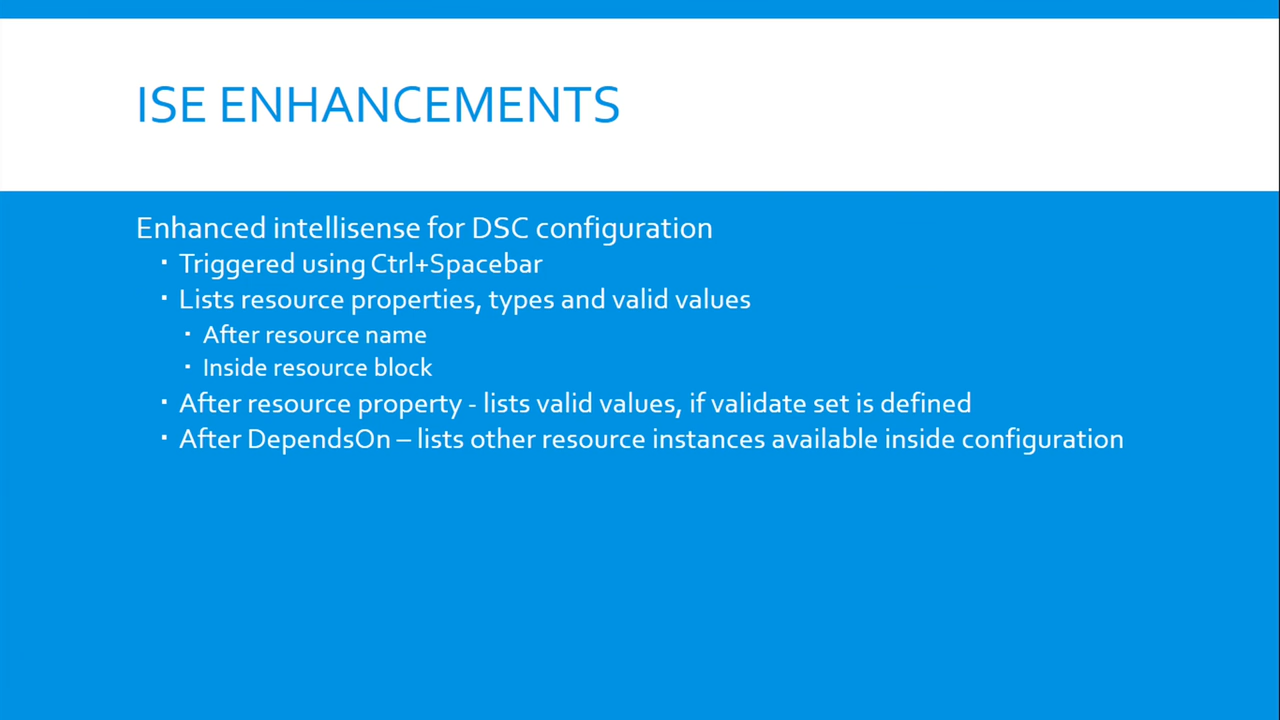 ISE ENHANCEMENTS
Enhanced intellisense for DSC configuration
▪ Triggered using Ctrl+Spacebar
▪ Lists resource properties, types and valid values
▪ After resource name
▪ Inside resource block
▪ After resource property - lists valid values, if validate set is defined
▪ After DependsOn – lists other resource instances available inside configuration